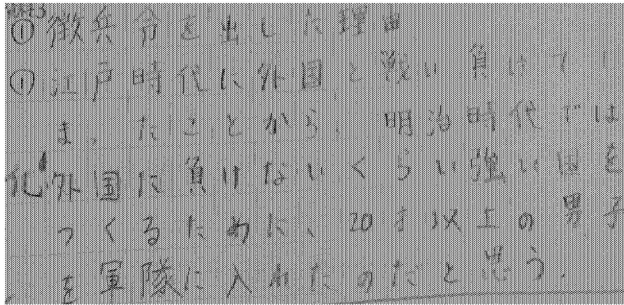 ①徴兵令を出した理由
①江戸時代に外国と戦い負けてし
まったことから、明治時代では
外国に負けないくらい強い国を
つくるために、20才以上の男子
を軍隊に入れたのだと思う。